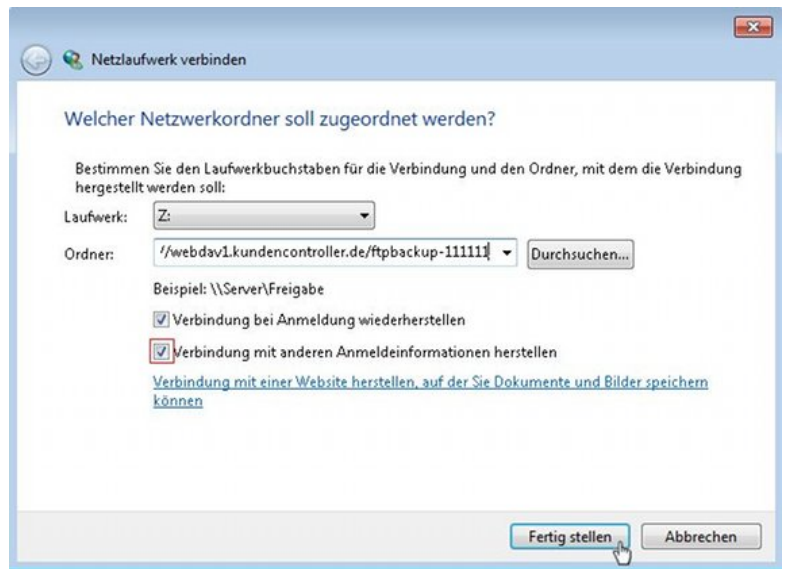 Netzlaufwerk verbinden
Welcher Netzwerkordner soll zugeordnet werden?
Bestimmen Sie den Laufwerkbuchstaben für die Verbindung und den Ordner, mit dem die Verbindung
hergestellt werden soll:
Laufwerk: Z:
Ordner: //webdav1.kundencontroller.de/ftpbackup-111111 Durchsuchen...
Beispiel: \\Server\Freigabe
Verbindung bei Anmeldung wiederherstellen
Verbindung mit anderen Anmeldeinformationen herstellen
Verbindung mit einer Website herstellen, auf der Sie Dokumente und Bilder speichern
können
Fertig stellen Abbrechen